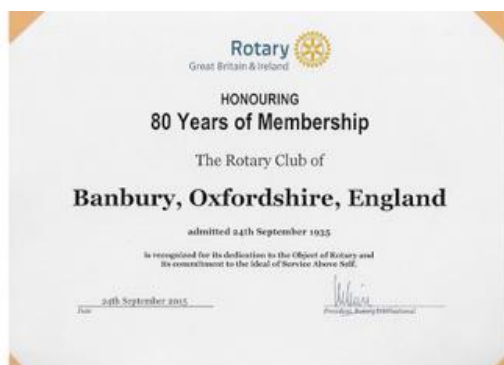 Rotary
Great Britain & Ireland
HONOURING
80 Years of Membership
The Rotary Club of
Banbury, Oxfordshire, England
admitted 24th September 1935
is recognized for its dedication to the Object of Rotary and
its commitment to the ideal of Service Above Self.
24th September 2015
Date
President, Rotary International